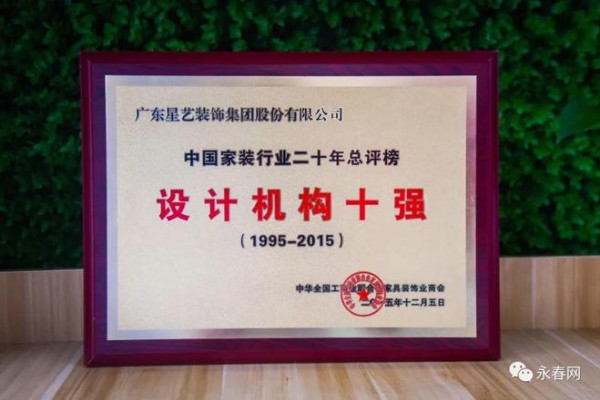 广东星艺装饰集团股份有限公司
中国家装行业二十年总评榜
设计机构十强
(1995-2015)
中华全国工商业联合会家具装饰业商会
二〇一五年十二月五日
永春网